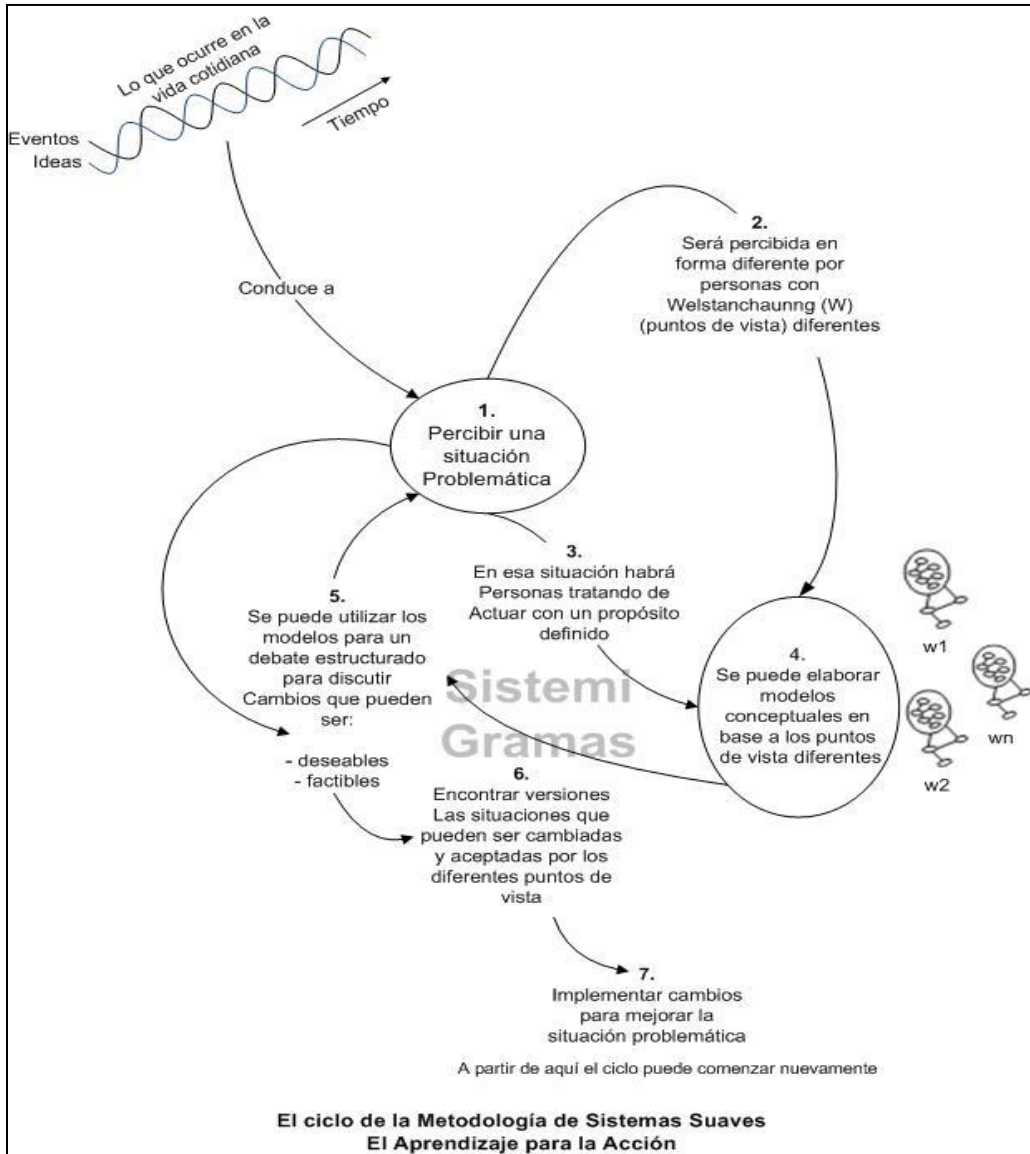 Lo que ocurre en la
vida cotidiana
Tiempo
Eventos
Ideas
Conduce a
1.
Percibir una
situaciòn
Problemática
2.
Será percibida en
forma diferente por
personas con
Welstanchaunng (W)
(puntos de vista) diferentes
3.
En esa situación habrá
Personas tratando de
Actuar con un propósito
definido
4.
Se puede elaborar
modelos
conceptuales en
base a los puntos
de vista diferentes
w1
wn
w2
5.
Se puede utilizar los
modelos para un
debate estructurado
para discutir
Cambios que pueden
ser:
- deseables
- factibles
Sistemi
Gramas
6.
Encontrar versiones
Las situaciones que
pueden ser cambiadas
y aceptadas por los
diferentes puntos de
vista
7.
Implementar cambios
para mejorar la
situación problemática
A partir de aquí el ciclo puede comenzar nuevamente
El ciclo de la Metodología de Sistemas Suaves
El Aprendizaje para la Acción